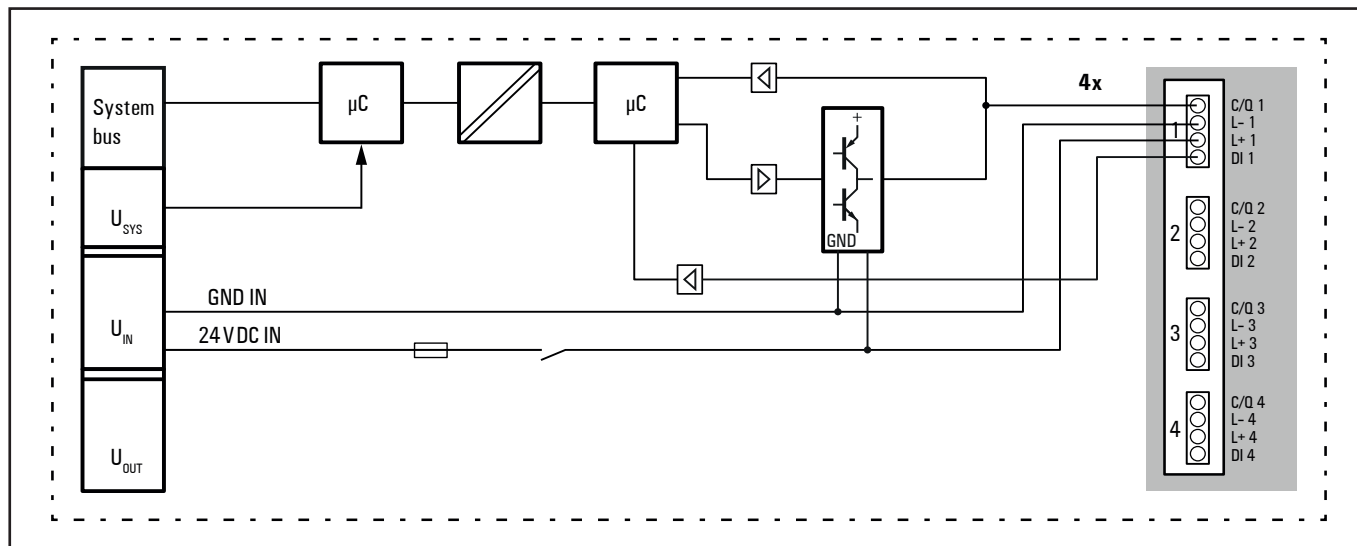 System
bus
U SYS
U IN
U OUT
µC
µC
4x
+
GND
GND IN
24 V DC IN
1
C/Q 1
L– 1
L+ 1
DI 1
2
C/Q 2
L– 2
L+ 2
DI 2
3
C/Q 3
L– 3
L+ 3
DI 3
4
C/Q 4
L– 4
L+ 4
DI 4